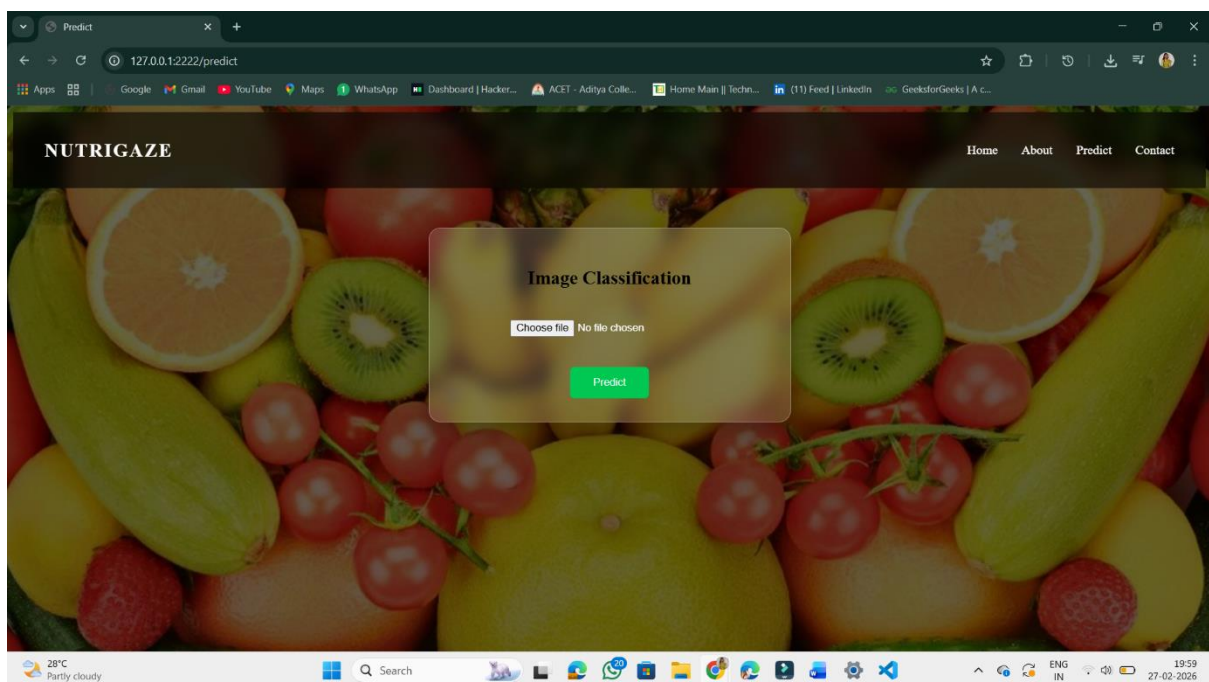 Predict
127.0.0.1:2222/predict
Apps Google Gmail YouTube Maps WhatsApp Dashboard | Hacker... ACET - Aditya Colle... Home Main || Techn... (11) Feed | LinkedIn GeeksforGeeks | A c...
NUTRIGAZE
Home About Predict Contact
Image Classification
Choose file No file chosen
Predict
28°C
Partly cloudy
Search
20
ENG
IN
19:59
27-02-2026